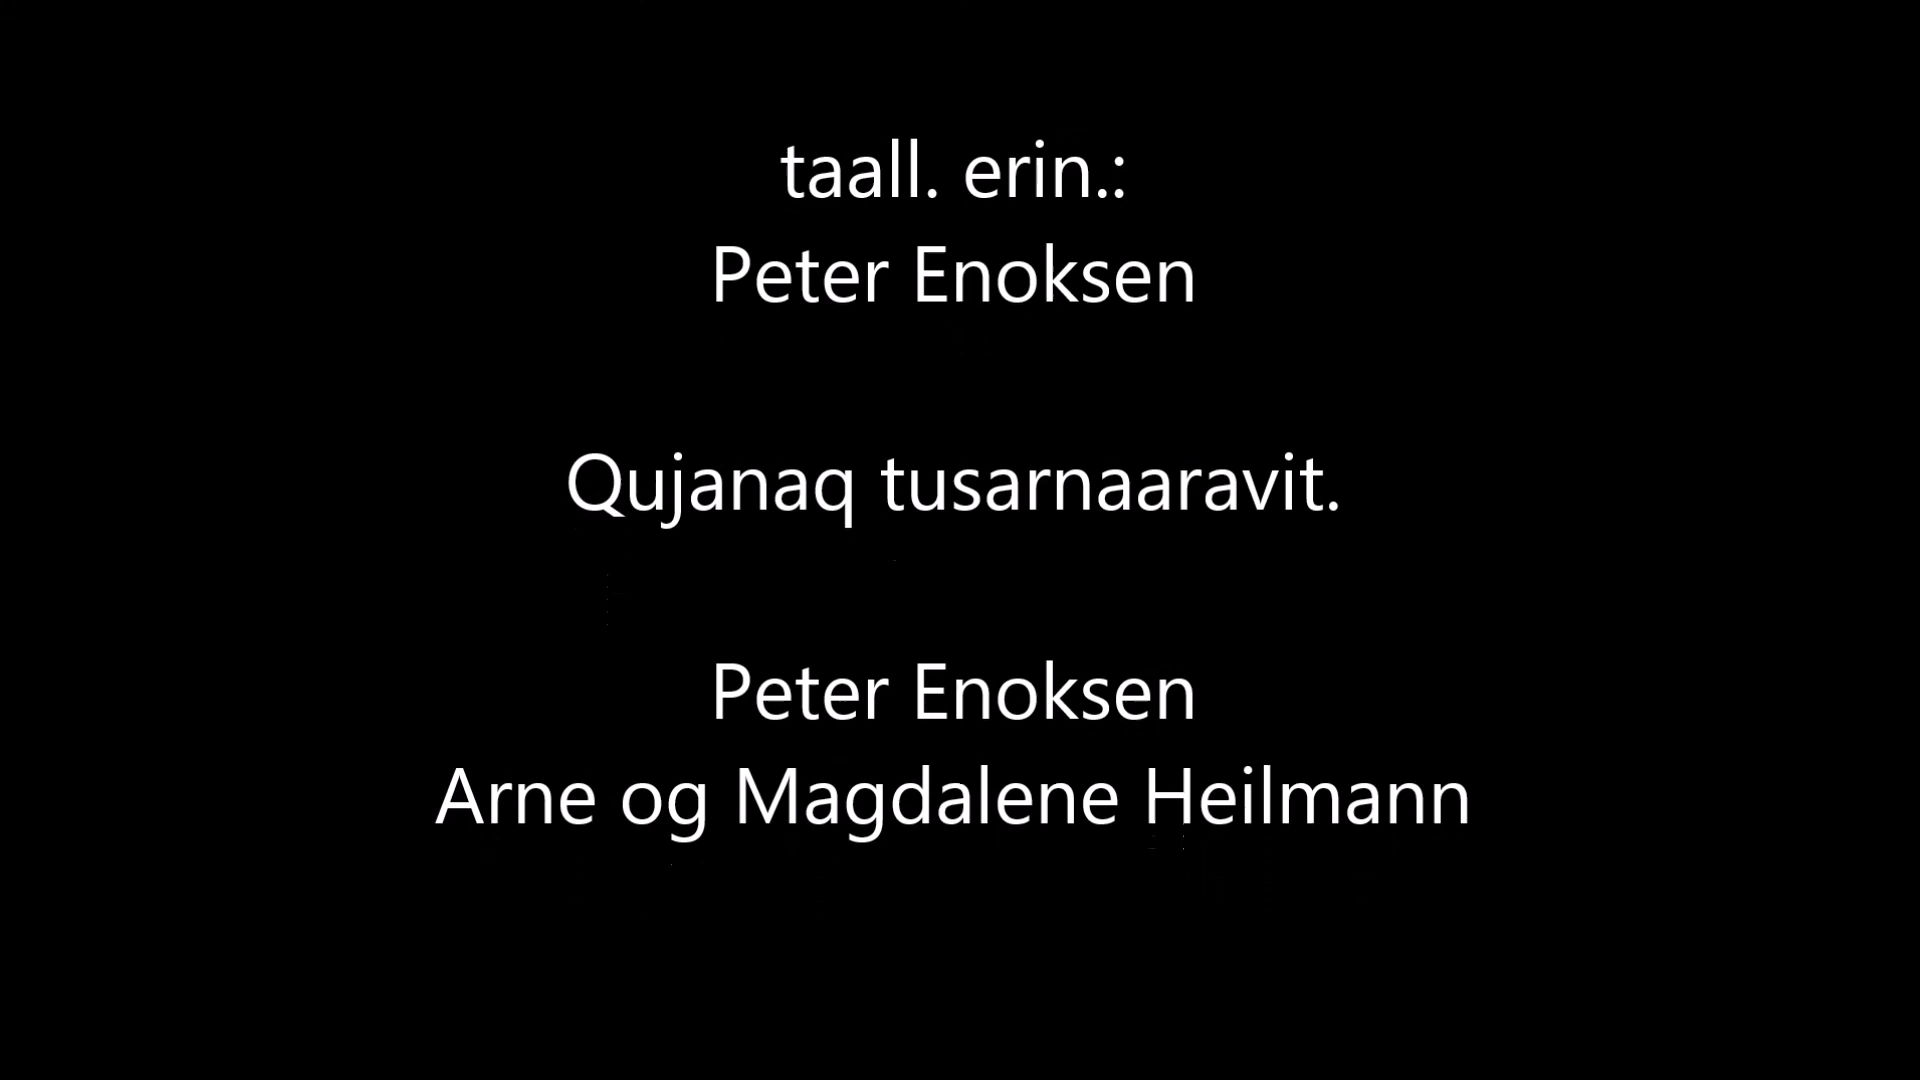 taall. erin.:
Peter Enoksen
Qujanaq tusarnaaravit.
Peter Enoksen
Arne og Magdalene Heilmann